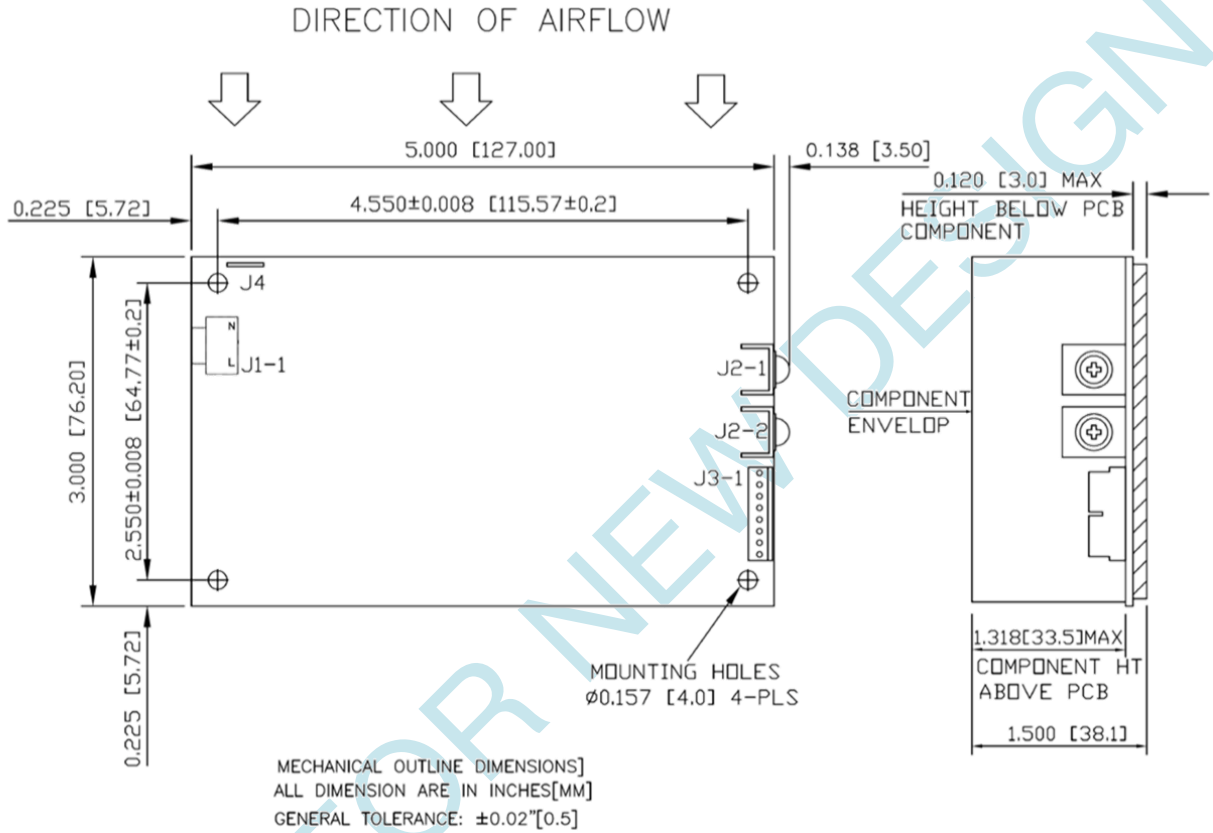 DIRECTION OF AIRFLOW
5.000 [127.00]
0.138 [3.50]
4.550±0.008 [115.57±0.2]
0.225 [5.72]
0.120 [3.0] MAX
HEIGHT BELOW PCB
COMPONENT
J4
N
L
J1-1
3.000 [76.20]
2.550±0.008 [64.77±0.2]
J2-1
J2-2
J3-1
COMPONENT
ENVELOP
0.225 [5.72]
MOUNTING HOLES
Ø0.157 [4.0] 4-PLS
1.318[33.5]MAX
COMPONENT HT
ABOVE PCB
1.500 [38.1]
MECHANICAL OUTLINE DIMENSIONS]
ALL DIMENSION ARE IN INCHES[MM]
GENERAL TOLERANCE: ±0.02"[0.5]
FOR NEW DESIGN